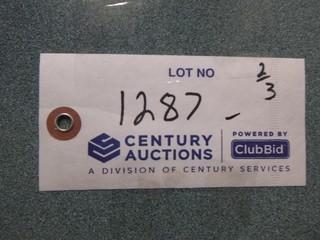 LOT NO
1287 - 2/3
CENTURY POWERED BY
AUCTIONS ClubBid
A DIVISION OF CENTURY SERVICES